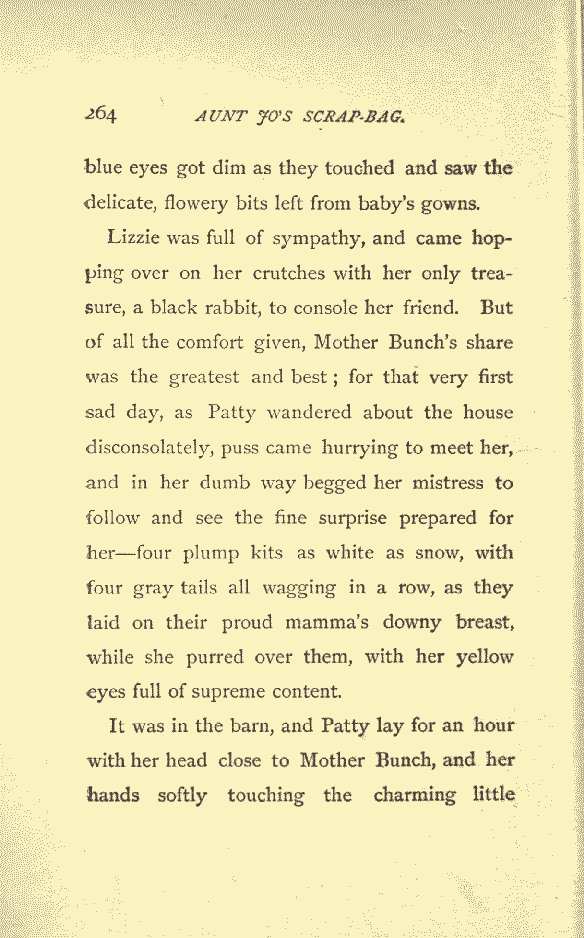 264 AUNT JO'S SCRAP-BAG.
blue eyes got dim as they touched and saw the
delicate, flowery bits left from baby's gowns.
Lizzie was full of sympathy, and came hop-
ping over on her crutches with her only trea-
sure, a black rabbit, to console her friend. But
of all the comfort given, Mother Bunch's share
was the greatest and best; for that very first
sad day, as Patty wandered about the house
disconsolately, puss came hurrying to meet her,
and in her dumb way begged her mistress to
follow and see the fine surprise prepared for
her—four plump kits as white as snow, with
four gray tails all wagging in a row, as they
laid on their proud mamma's downy breast,
while she purred over them, with her yellow
eyes full of supreme content.
It was in the barn, and Patty lay for an hour
with her head close to Mother Bunch, and her
hands softly touching the charming little